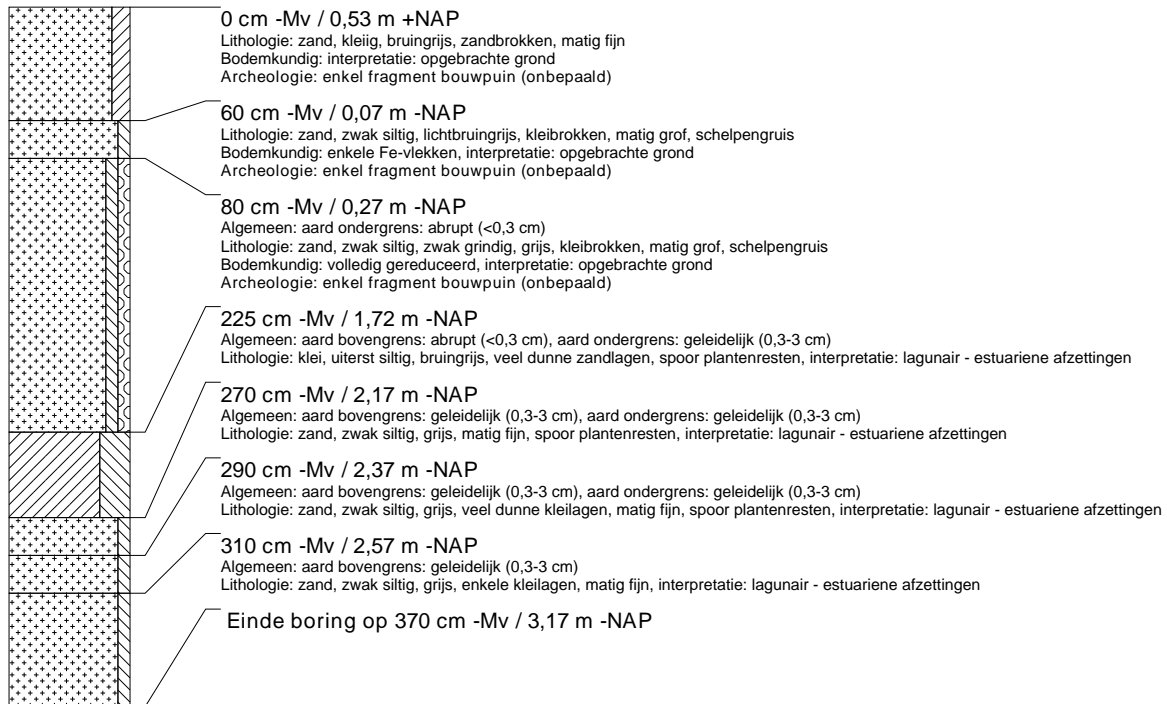 0 cm -Mv / 0,53 m +NAP
Lithologie: zand, kleiig, bruingrijs, zandbrokken, matig fijn
Bodemkundig: interpretatie: opgebrachte grond
Archeologie: enkel fragment bouwpuin (onbepaald)
60 cm -Mv / 0,07 m -NAP
Lithologie: zand, zwak siltig, lichtbruingrijs, kleibrokken, matig grof, schelpengruis
Bodemkundig: enkele Fe-vlekken, interpretatie: opgebrachte grond
Archeologie: enkel fragment bouwpuin (onbepaald)
80 cm -Mv / 0,27 m -NAP
Algemeen: aard ondergrens: abrupt (<0,3 cm)
Lithologie: zand, zwak siltig, zwak grindig, grijs, kleibrokken, matig grof, schelpengruis
Bodemkundig: volledig gereduceerd, interpretatie: opgebrachte grond
Archeologie: enkel fragment bouwpuin (onbepaald)
225 cm -Mv / 1,72 m -NAP
Algemeen: aard bovengrens: abrupt (<0,3 cm), aard ondergrens: geleidelijk (0,3-3 cm)
Lithologie: klei, uiterst siltig, bruingrijs, veel dunne zandlagen, spoor plantenresten, interpretatie: lagunair - estuariene afzettingen
270 cm -Mv / 2,17 m -NAP
Algemeen: aard bovengrens: geleidelijk (0,3-3 cm), aard ondergrens: geleidelijk (0,3-3 cm)
Lithologie: zand, zwak siltig, grijs, matig fijn, spoor plantenresten, interpretatie: lagunair - estuariene afzettingen
290 cm -Mv / 2,37 m -NAP
Algemeen: aard bovengrens: geleidelijk (0,3-3 cm), aard ondergrens: geleidelijk (0,3-3 cm)
Lithologie: zand, zwak siltig, grijs, veel dunne kleilagen, matig fijn, spoor plantenresten, interpretatie: lagunair - estuariene afzettingen
310 cm -Mv / 2,57 m -NAP
Algemeen: aard bovengrens: geleidelijk (0,3-3 cm)
Lithologie: zand, zwak siltig, grijs, enkele kleilagen, matig fijn, interpretatie: lagunair - estuariene afzettingen
Einde boring op 370 cm -Mv / 3,17 m -NAP